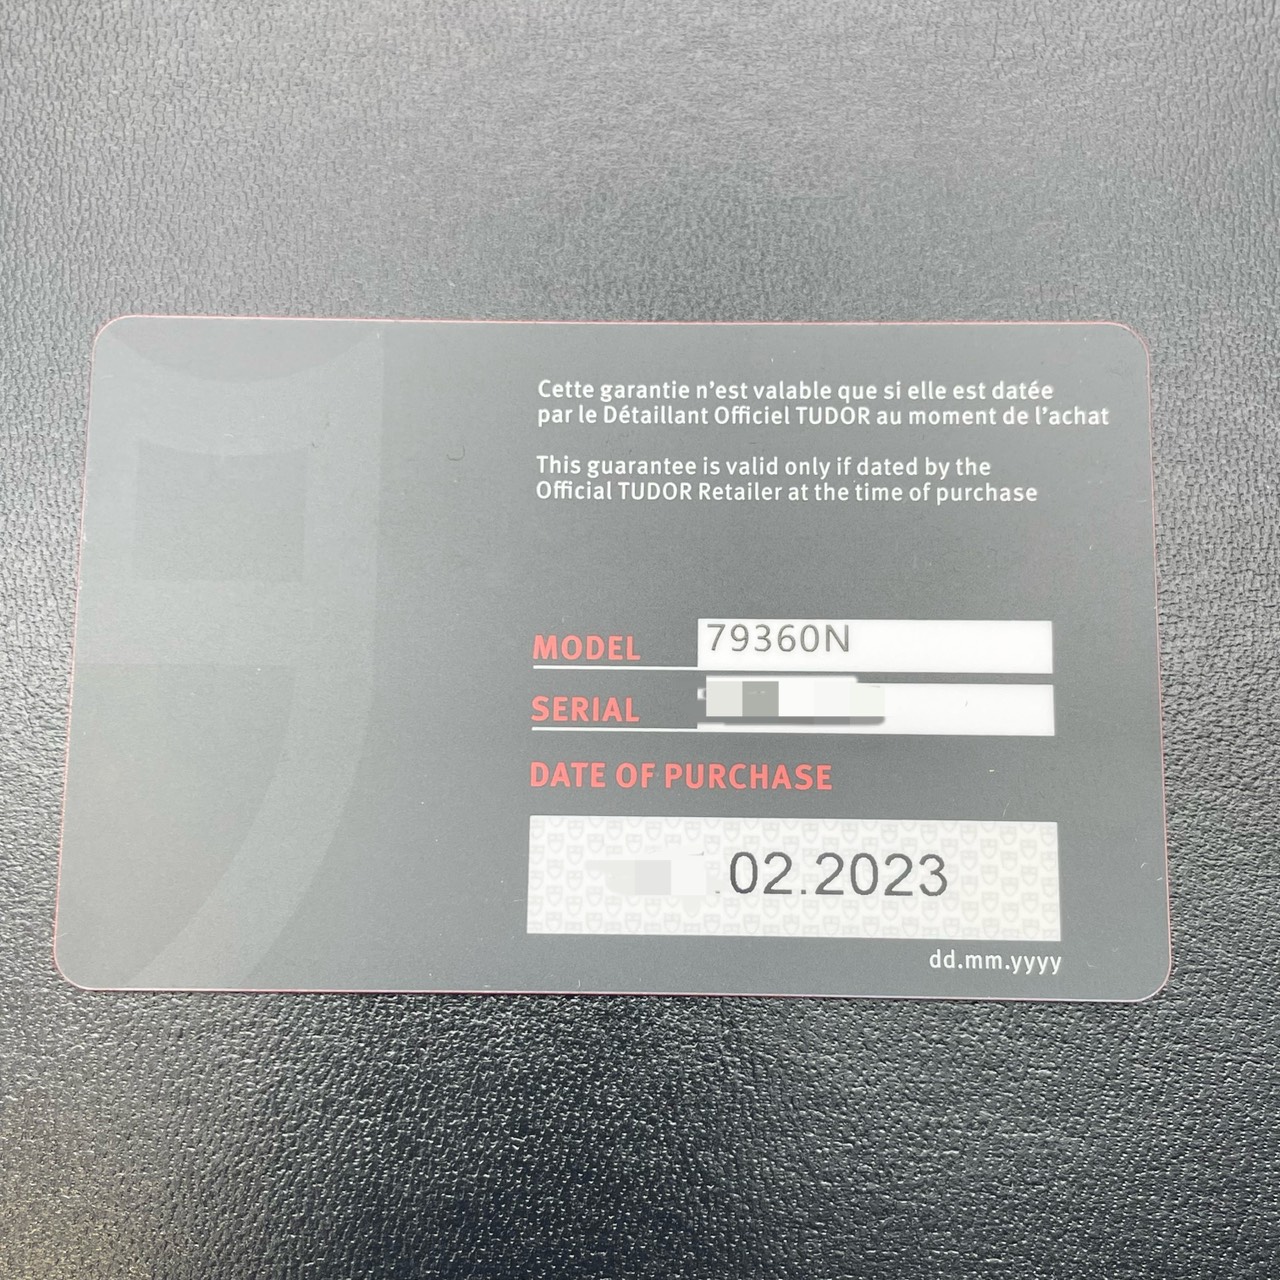 Cette garantie n'est valable que si elle est datée
par le Détaillant Officiel TUDOR au moment de l'achat
This guarantee is valid only if dated by the
Official TUDOR Retailer at the time of purchase
MODEL 79360N
SERIAL
DATE OF PURCHASE
.02.2023
dd.mm.yyyy